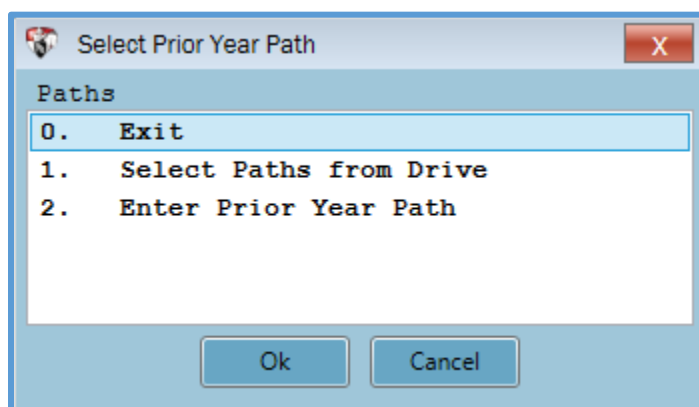 Select Prior Year Path
X
Paths
0. Exit
1. Select Paths from Drive
2. Enter Prior Year Path
Ok Cancel